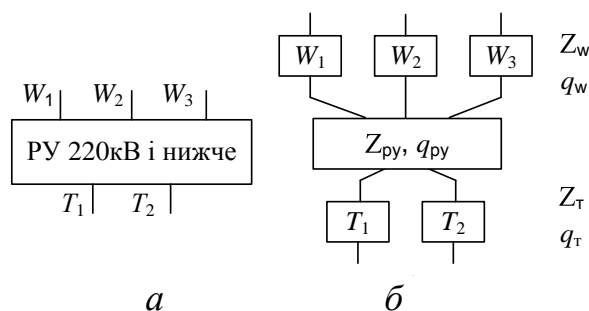 W1 W2 W3
РУ 220кВ і нижче
T1 T2
а
W1 W2 W3
Zw
qw
Zру, qру
T1 T2
Zт
qт
б